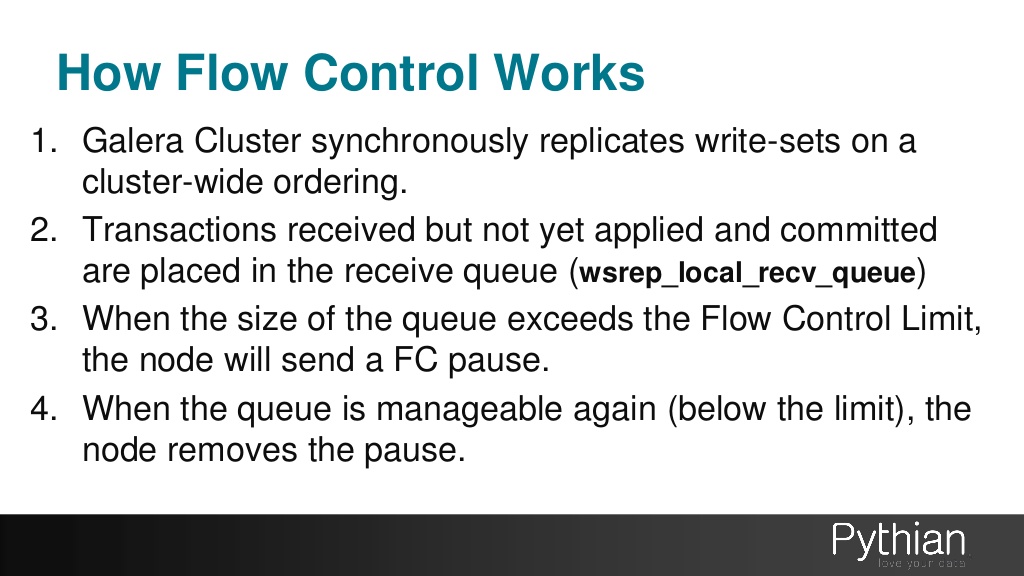 How Flow Control Works
1. Galera Cluster synchronously replicates write-sets on a
cluster-wide ordering.
2. Transactions received but not yet applied and committed
are placed in the receive queue (wsrep_local_recv_queue)
3. When the size of the queue exceeds the Flow Control Limit,
the node will send a FC pause.
4. When the queue is manageable again (below the limit), the
node removes the pause.
Pythian
love your data